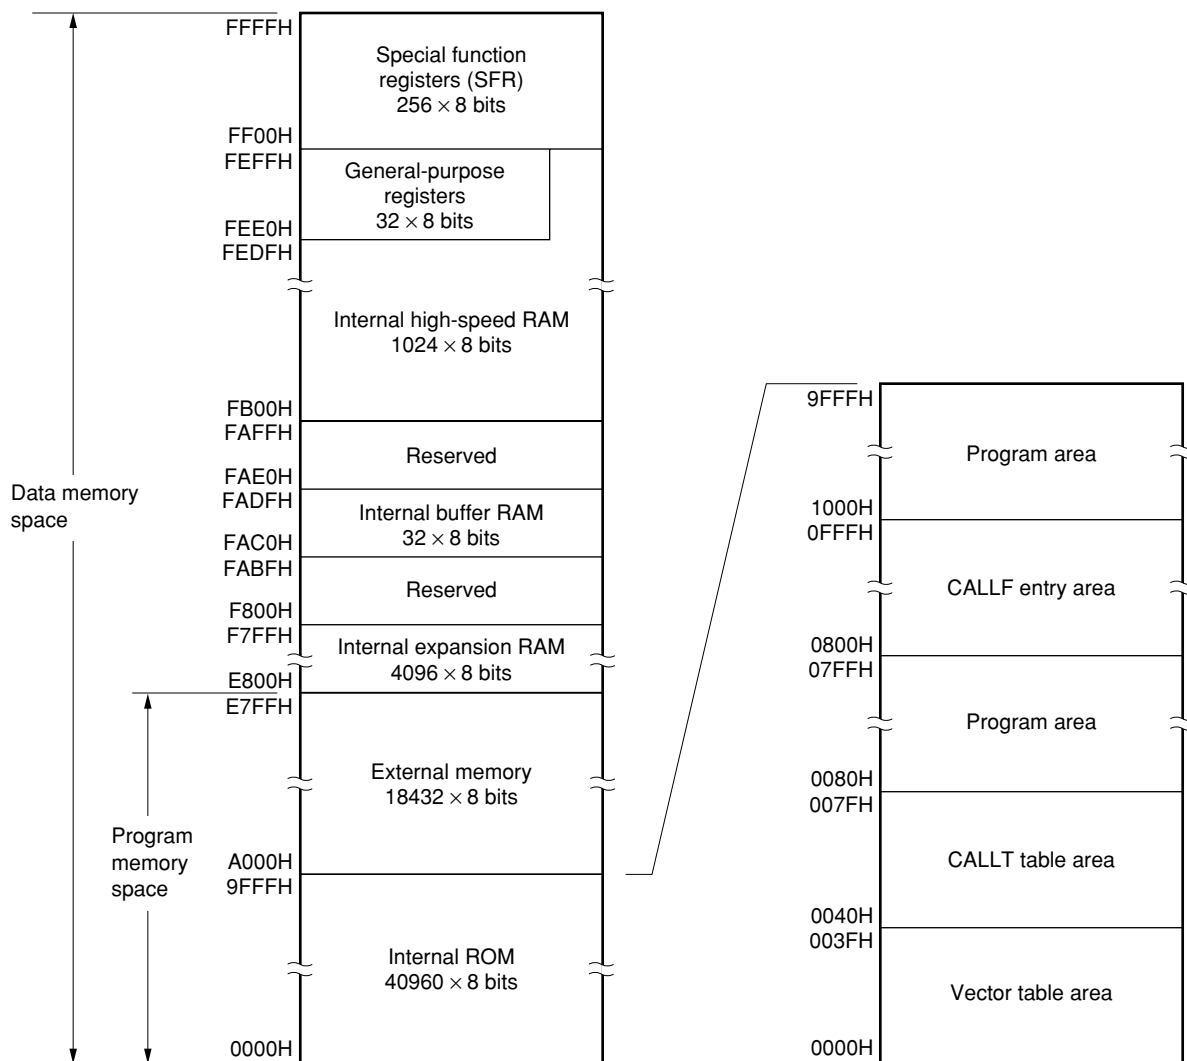 FFFFH
Special function
registers (SFR)
256 × 8 bits
FF00H
FEFFH
General-purpose
registers
32 × 8 bits
FEE0H
FEDFH
Internal high-speed RAM
1024 × 8 bits
FB00H
FAFFH
Reserved
FAE0H
FADFH
Internal buffer RAM
32 × 8 bits
FAC0H
FABFH
Reserved
F800H
F7FFH
Internal expansion RAM
4096 × 8 bits
E800H
E7FFH
External memory
18432 × 8 bits
A000H
9FFFH
Internal ROM
40960 × 8 bits
0000H
Data memory
space
Program
memory
space
9FFFH
Program area
1000H
0FFFH
CALLF entry area
0800H
07FFH
Program area
0080H
007FH
CALLT table area
0040H
003FH
Vector table area
0000H